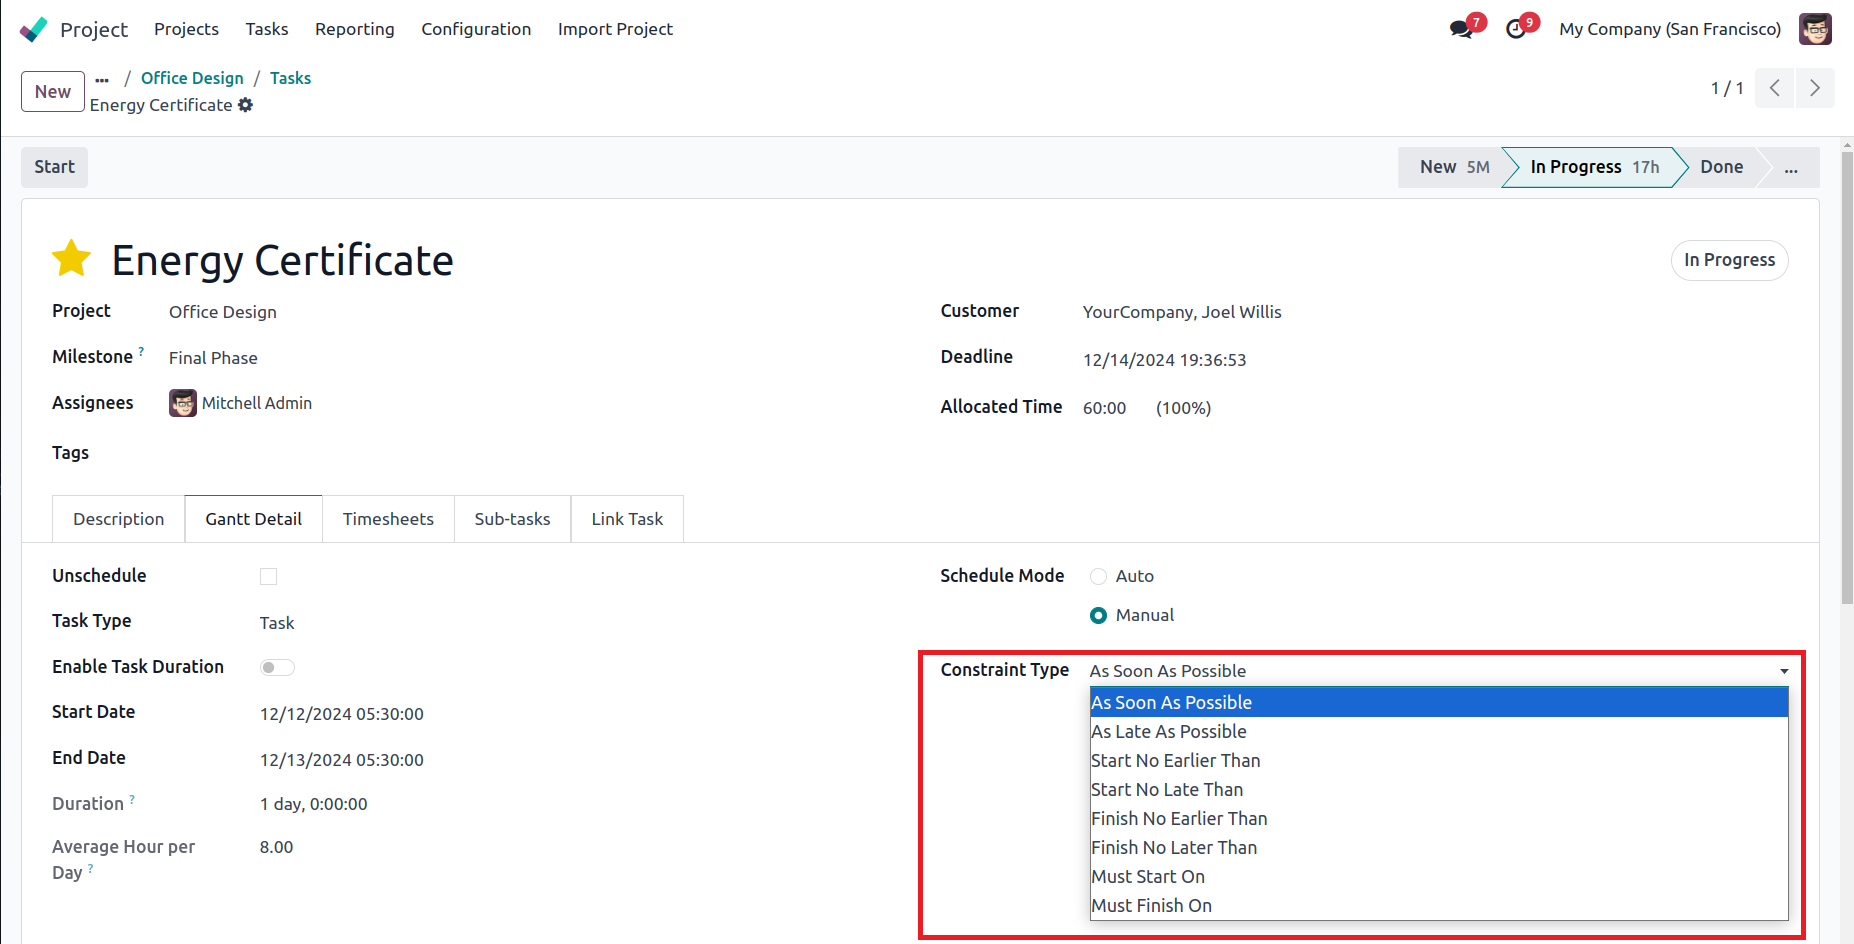 Project Projects Tasks Reporting Configuration Import Project 7 9 My Company (San Francisco)
New ... / Office Design / Tasks 1 / 1
Energy Certificate
Start New 5M In Progress 17h Done ...
Energy Certificate In Progress
Project Office Design Customer YourCompany, Joel Willis
Milestone ? Final Phase Deadline 12/14/2024 19:36:53
Assignees Mitchell Admin Allocated Time 60:00 (100%)
Tags
Description Gantt Detail Timesheets Sub-tasks Link Task
Unschedule Schedule Mode Auto
Task Type Task Manual
Enable Task Duration Constraint Type As Soon As Possible
Start Date 12/12/2024 05:30:00 As Soon As Possible
As Late As Possible
End Date 12/13/2024 05:30:00 Start No Earlier Than
Start No Late Than
Duration ? 1 day, 0:00:00 Finish No Earlier Than
Average Hour per Day ? 8.00 Finish No Later Than
Must Start On
Must Finish On